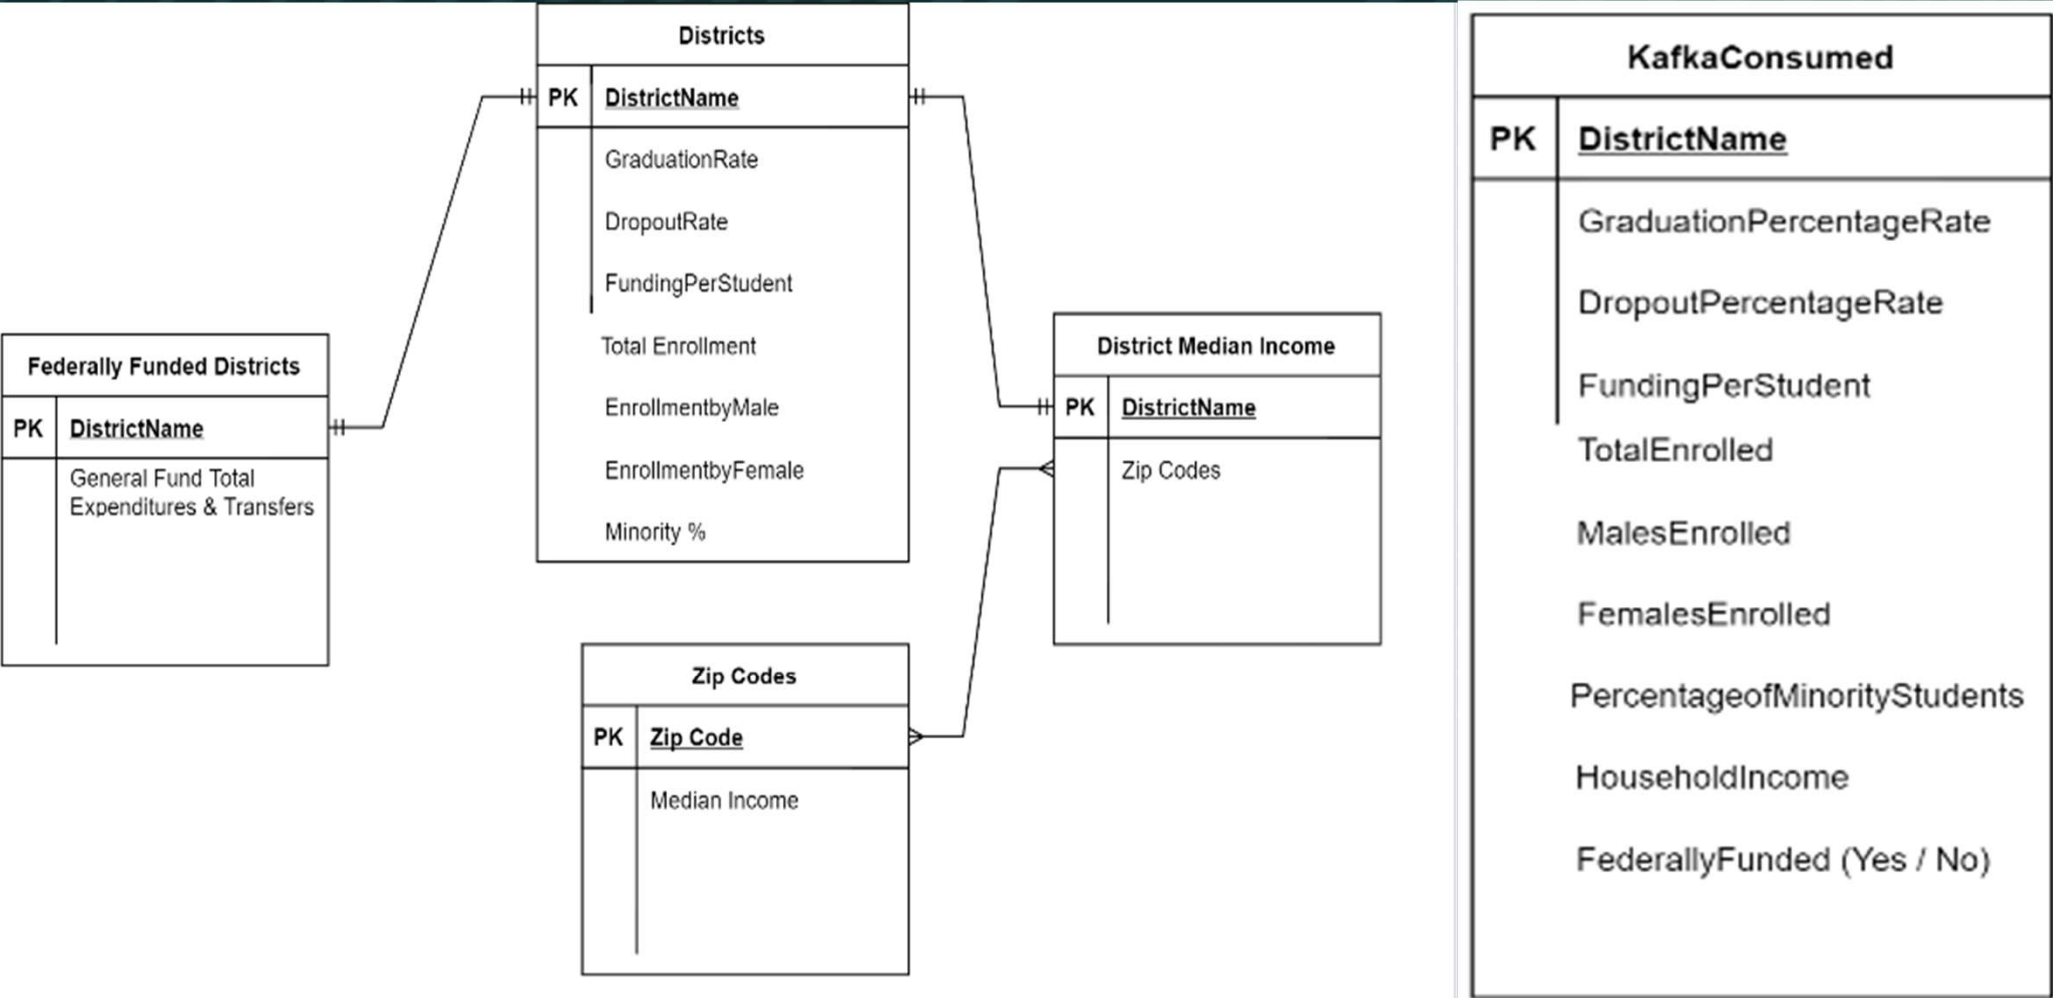 Districts
PK DistrictName
GraduationRate
DropoutRate
FundingPerStudent
Total Enrollment
EnrollmentbyMale
EnrollmentbyFemale
Minority %
Federally Funded Districts
PK DistrictName
General Fund Total
Expenditures & Transfers
District Median Income
PK DistrictName
Zip Codes
Zip Codes
PK Zip Code
Median Income
KafkaConsumed
PK DistrictName
GraduationPercentageRate
DropoutPercentageRate
FundingPerStudent
TotalEnrolled
MalesEnrolled
FemalesEnrolled
PercentageofMinorityStudents
HouseholdIncome
FederallyFunded (Yes / No)